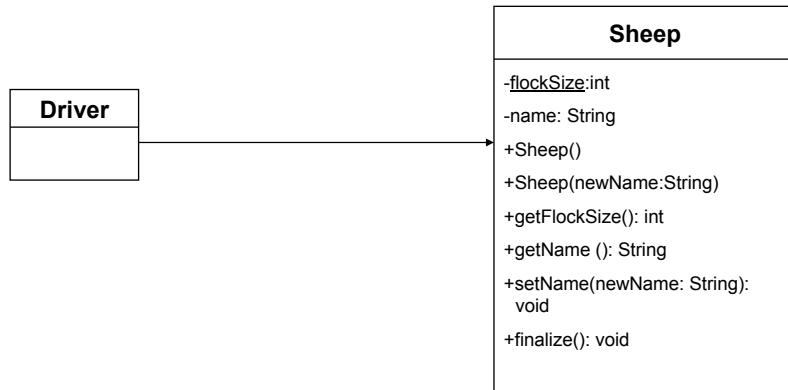 Driver
Sheep
-flockSize:int
-name: String
+Sheep()
+Sheep(newName:String)
+getFlockSize(): int
+getName (): String
+setName(newName: String):
void
+finalize(): void